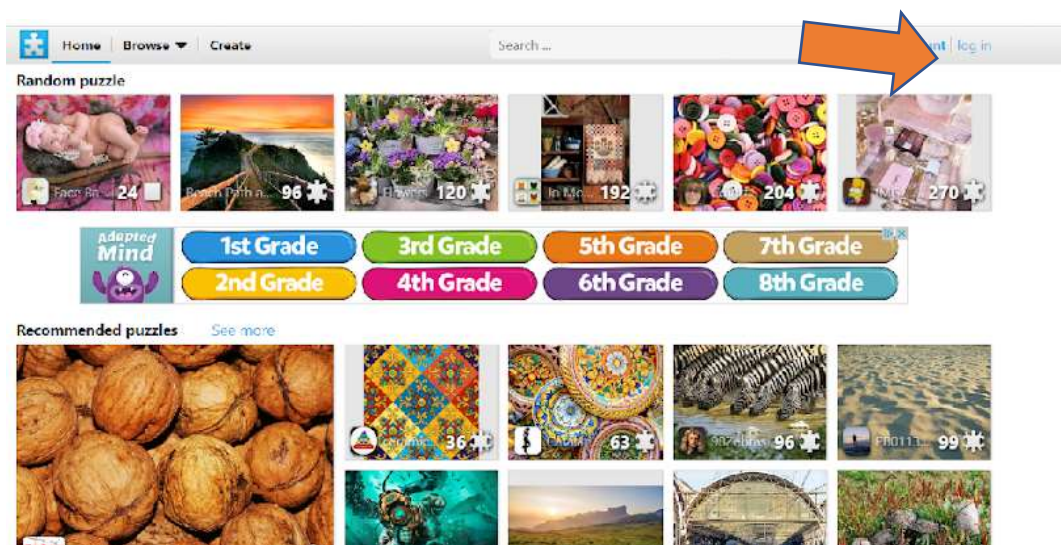 Home Browse Create Search ... log in
Random puzzle
24
Beach Path a... 96
Flowers 120
In Mo... 192
204
270
Adapted
Mind
1st Grade 3rd Grade 5th Grade 7th Grade
2nd Grade 4th Grade 6th Grade 8th Grade
Recommended puzzles See more
36
63
96
99